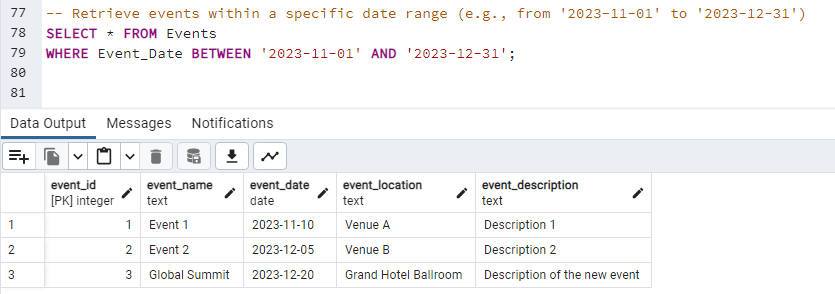 77 -- Retrieve events within a specific date range (e.g., from '2023-11-01' to '2023-12-31')
78 SELECT * FROM Events
79 WHERE Event_Date BETWEEN '2023-11-01' AND '2023-12-31';
80
81
Data Output Messages Notifications
event_id event_name event_date event_location event_description
[PK] integer text date text text
1 1 Event 1 2023-11-10 Venue A Description 1
2 2 Event 2 2023-12-05 Venue B Description 2
3 3 Global Summit 2023-12-20 Grand Hotel Ballroom Description of the new event